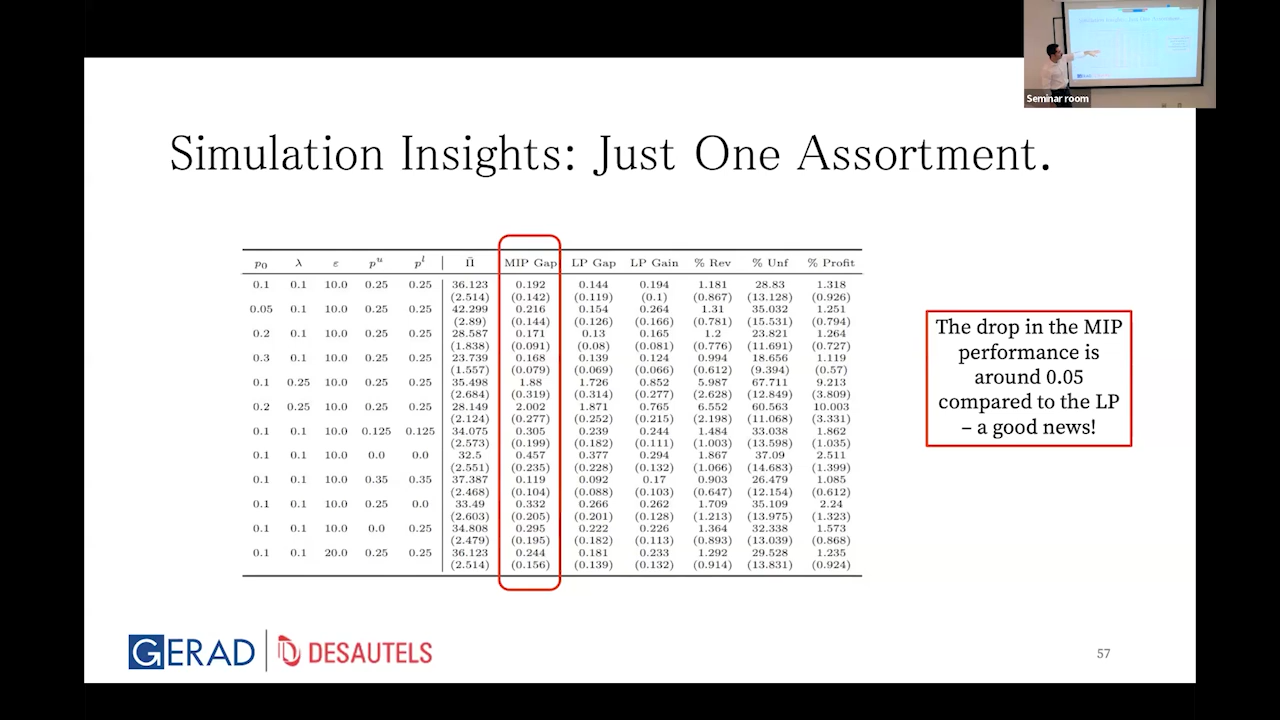 Seminar room
Simulation Insights: Just One Assortment.
p0 λ ε p^u p^l Π̄ MIP Gap LP Gap LP Gain % Rev % Unf % Profit
0.1 0.1 10.0 0.25 0.25 36.123 0.192 0.144 0.194 1.181 28.83 1.318
(2.514) (0.142) (0.119) (0.1) (0.867) (13.128) (0.926)
0.05 0.1 10.0 0.25 0.25 42.299 0.216 0.154 0.264 1.31 35.032 1.251
(2.89) (0.144) (0.126) (0.166) (0.781) (15.531) (0.794)
0.2 0.1 10.0 0.25 0.25 28.587 0.171 0.13 0.165 1.2 23.821 1.264
(1.838) (0.091) (0.08) (0.081) (0.776) (11.691) (0.727)
0.3 0.1 10.0 0.25 0.25 23.739 0.168 0.139 0.124 0.994 18.656 1.119
(1.557) (0.079) (0.069) (0.066) (0.612) (9.394) (0.57)
0.1 0.25 10.0 0.25 0.25 35.498 1.88 1.726 0.852 5.987 67.711 9.213
(2.684) (0.319) (0.314) (0.277) (2.628) (12.849) (3.809)
0.2 0.25 10.0 0.25 0.25 28.149 2.002 1.871 0.765 6.552 60.563 10.003
(2.124) (0.277) (0.252) (0.215) (2.198) (11.068) (3.331)
0.1 0.1 10.0 0.125 0.125 34.075 0.305 0.239 0.244 1.484 33.038 1.862
(2.573) (0.199) (0.182) (0.111) (1.003) (13.598) (1.035)
0.1 0.1 10.0 0.0 0.0 32.5 0.457 0.377 0.294 1.867 37.09 2.511
(2.551) (0.235) (0.228) (0.132) (1.066) (14.683) (1.399)
0.1 0.1 10.0 0.35 0.35 37.387 0.119 0.092 0.17 0.903 26.479 1.085
(2.468) (0.104) (0.088) (0.103) (0.647) (12.154) (0.612)
0.1 0.1 10.0 0.25 0.0 33.49 0.332 0.266 0.262 1.709 35.109 2.24
(2.603) (0.205) (0.201) (0.128) (1.213) (13.975) (1.323)
0.1 0.1 10.0 0.0 0.25 34.808 0.295 0.222 0.226 1.364 32.338 1.573
(2.479) (0.195) (0.182) (0.113) (0.893) (13.039) (0.868)
0.1 0.1 20.0 0.25 0.25 36.123 0.244 0.181 0.233 1.292 29.528 1.235
(2.514) (0.156) (0.139) (0.132) (0.914) (13.831) (0.924)
The drop in the MIP
performance is
around 0.05
compared to the LP
– a good news!
GERAD DESAUTELS
57